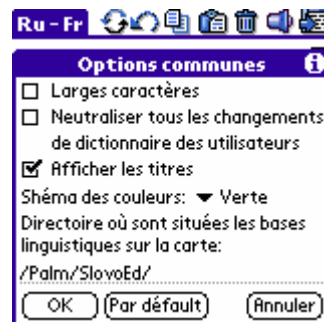 Ru-Fr
Options communes
Larges caractères
Neutraliser tous les changements
de dictionnaire des utilisateurs
Afficher les titres
Shéma des couleurs: Verte
Directoire où sont situées les bases
linguistiques sur la carte:
/Palm/SlovoEd/
OK Par défault Annuler